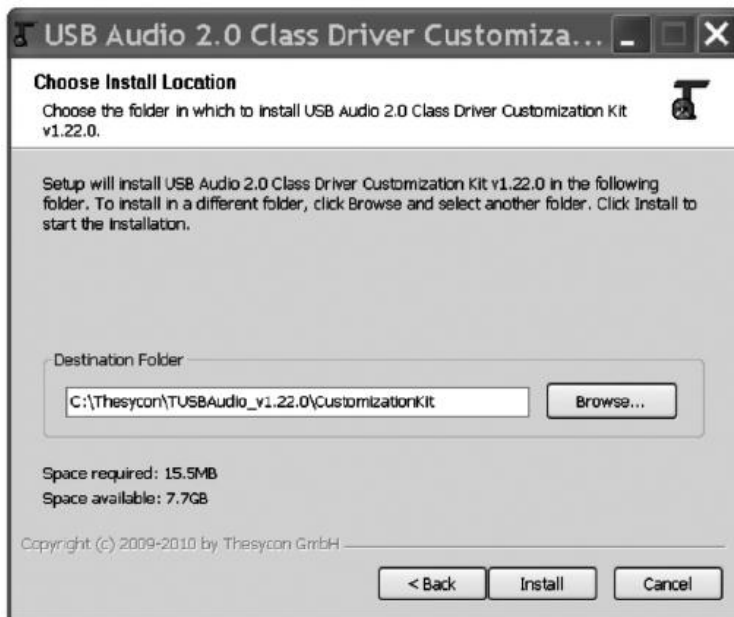 USB Audio 2.0 Class Driver Customiza...
Choose Install Location
Choose the folder in which to install USB Audio 2.0 Class Driver Customization Kit
v1.22.0.
Setup will install USB Audio 2.0 Class Driver Customization Kit v1.22.0 in the following
folder. To install in a different folder, click Browse and select another folder. Click Install to
start the installation.
Destination Folder
C:\Thesycon\TUSBAudio_v1.22.0\CustomizationKit
Browse...
Space required: 15.5MB
Space available: 7.7GB
Copyright (c) 2009-2010 by Thesycon GmbH
< Back
Install
Cancel